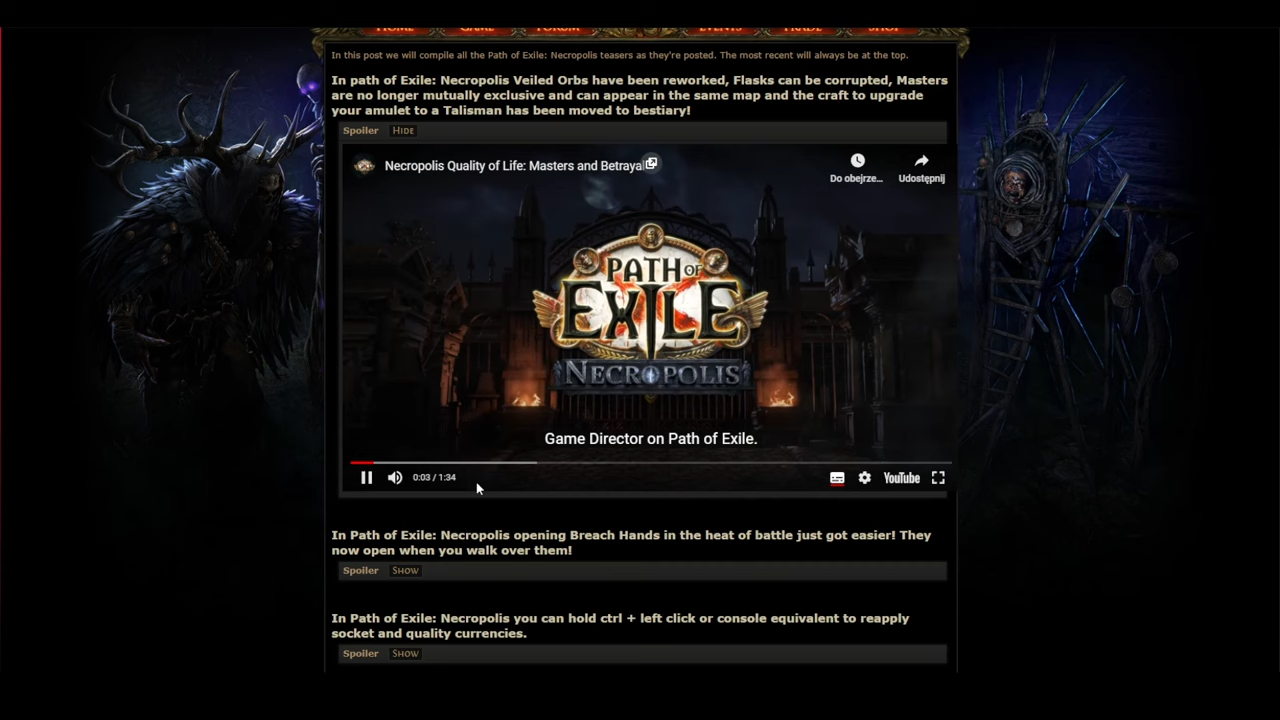 HOME GAME FORUM EVENTS TRADE SHOP
In this post we will compile all the Path of Exile: Necropolis teasers as they're posted. The most recent will always be at the top.
In path of Exile: Necropolis Veiled Orbs have been reworked, Flasks can be corrupted, Masters
are no longer mutually exclusive and can appear in the same map and the craft to upgrade
your amulet to a Talisman has been moved to bestiary!
Spoiler HIDE
Necropolis Quality of Life: Masters and Betrayal
Do obejrze... Udostępnij
PATH OF
EXILE
NECROPOLIS
Game Director on Path of Exile.
0:03 / 1:34 YouTube
In Path of Exile: Necropolis opening Breach Hands in the heat of battle just got easier! They
now open when you walk over them!
Spoiler SHOW
In Path of Exile: Necropolis you can hold ctrl + left click or console equivalent to reapply
socket and quality currencies.
Spoiler SHOW